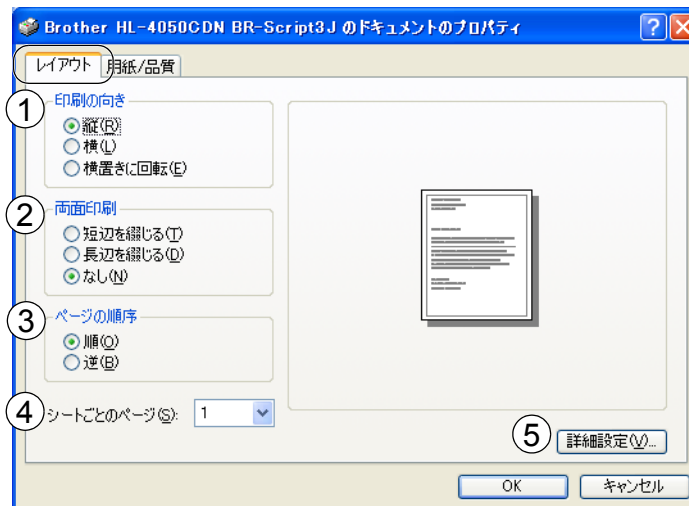 Brother HL-4050CDN BR-Script3J のドキュメントのプロパティ
レイアウト 用紙/品質
① 印刷の向き
縦(R)
横(L)
横置きに回転(E)
② 両面印刷
短辺を綴じる(T)
長辺を綴じる(D)
なし(N)
③ ページの順序
順(O)
逆(B)
④ シートごとのページ(S): 1
⑤ 詳細設定(V)...
OK キャンセル